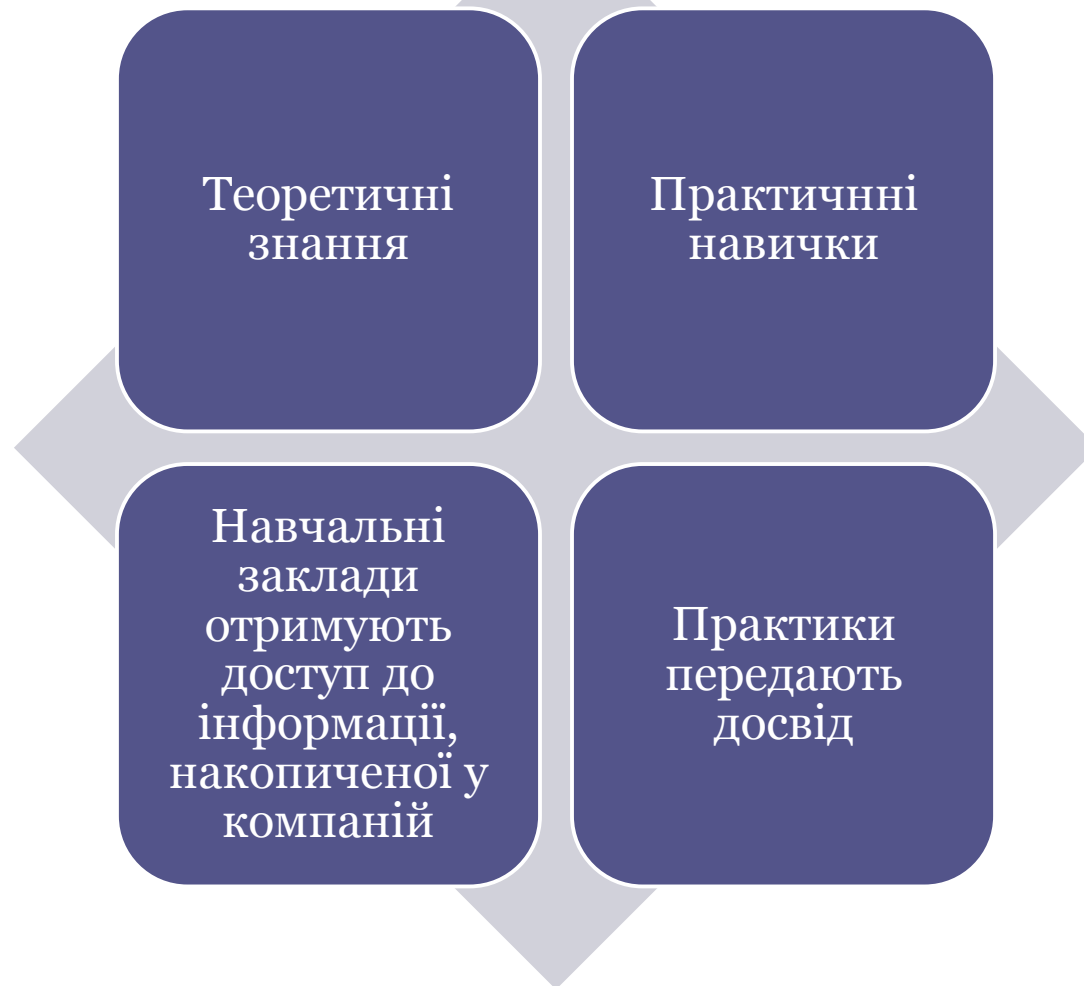 Теоретичні
знання
Практичнні
навички
Навчальні
заклади
отримують
доступ до
інформації,
накопиченої у
компаній
Практики
передають
досвід